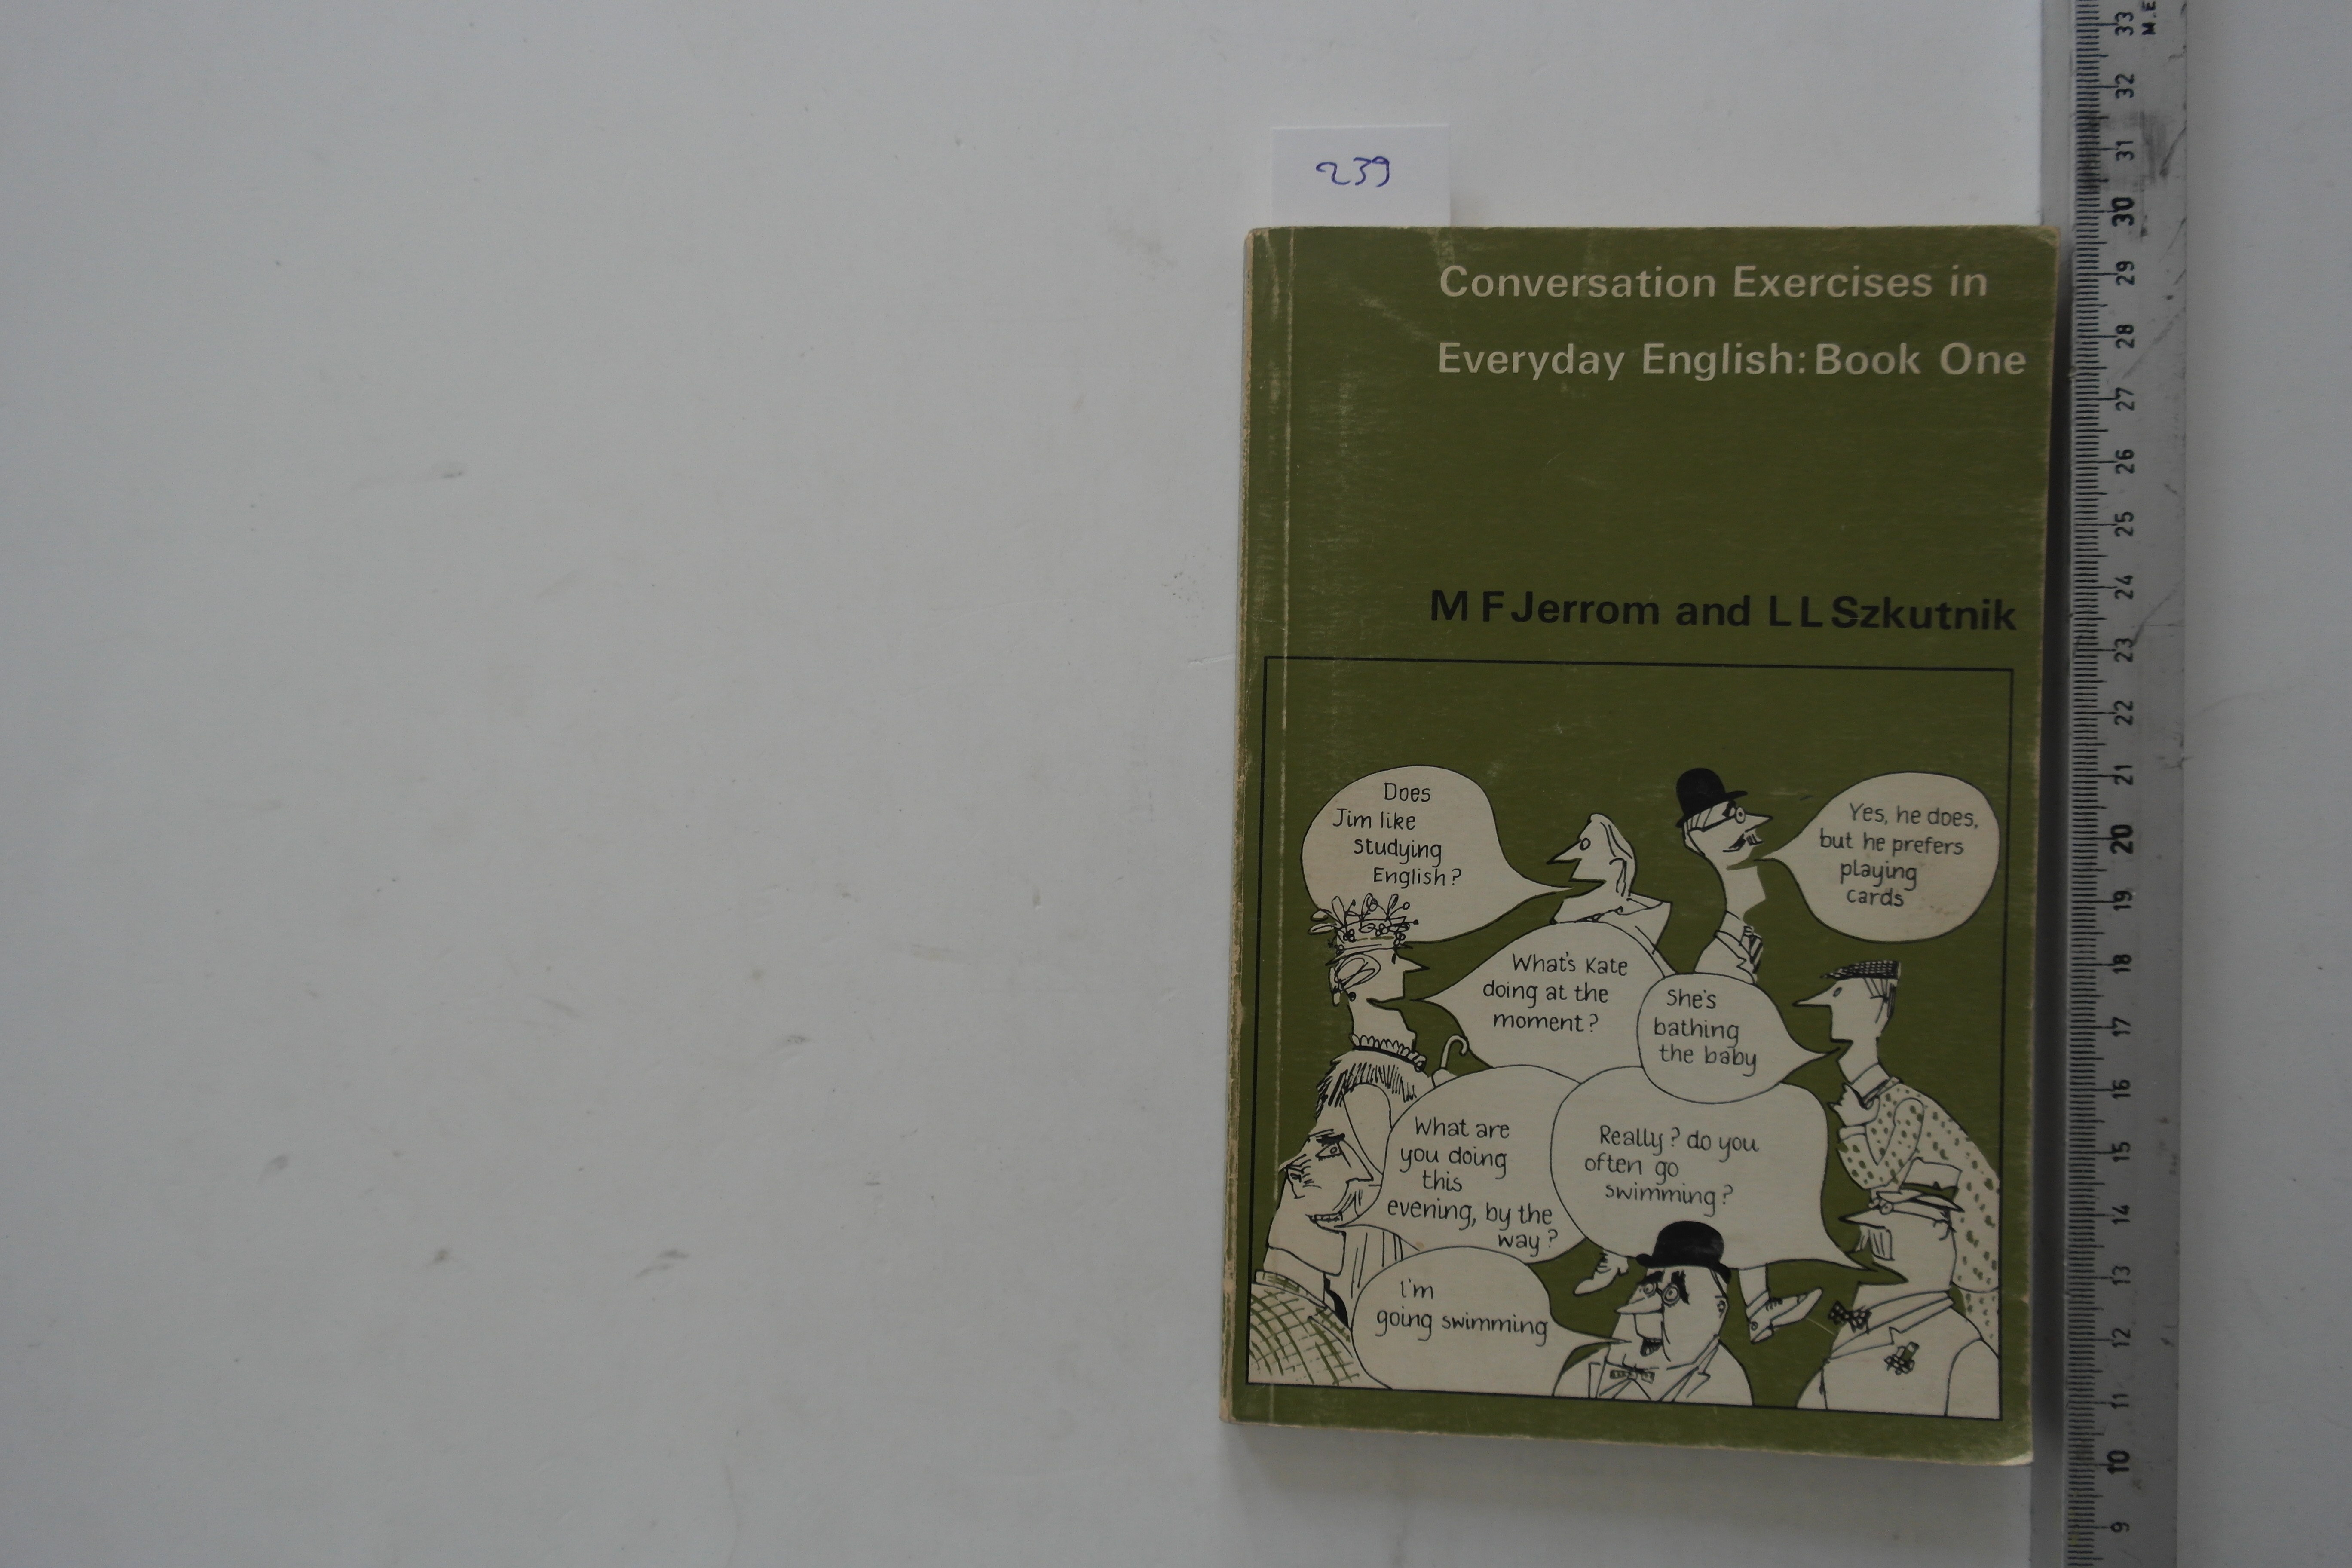 239
Conversation Exercises in
Everyday English: Book One
M F Jerrom and L L Szkutnik
Does
Jim like
studying
English?
Yes, he does,
but he prefers
playing
cards
What's Kate
doing at the
moment?
She's
bathing
the baby
What are
you doing
this
evening, by the
way?
Really? do you
often go
swimming?
I'm
going swimming
33
32
31
30
29
28
27
26
25
24
23
22
21
20
19
18
17
16
15
14
13
12
11
10
9